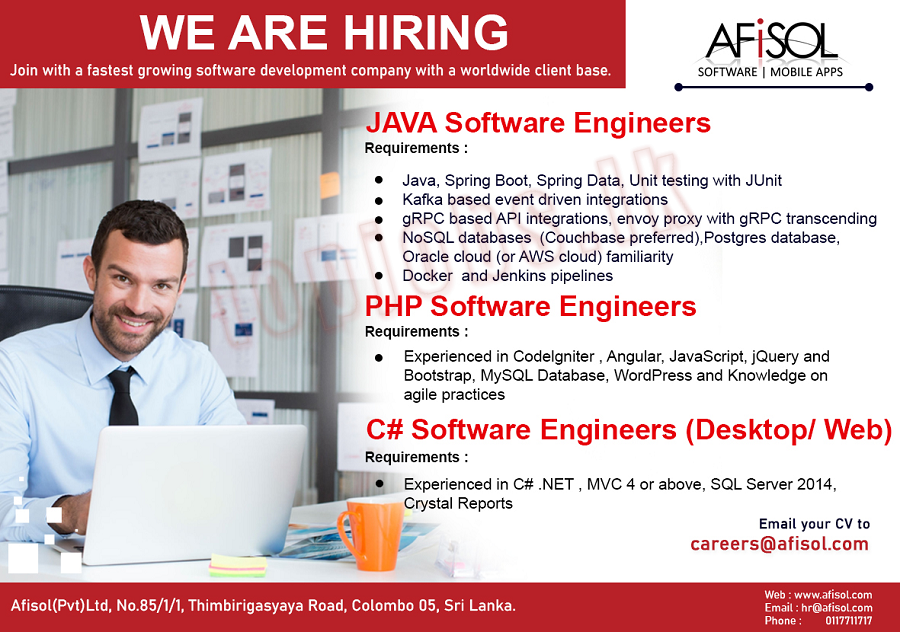 WE ARE HIRING
Join with a fastest growing software development company with a worldwide client base.
AFiSOL
SOFTWARE | MOBILE APPS
JAVA Software Engineers
Requirements :
• Java, Spring Boot, Spring Data, Unit testing with JUnit
• Kafka based event driven integrations
• gRPC based API integrations, envoy proxy with gRPC transcending
• NoSQL databases (Couchbase preferred),Postgres database,
Oracle cloud (or AWS cloud) familiarity
• Docker and Jenkins pipelines
PHP Software Engineers
Requirements :
• Experienced in CodeIgniter , Angular, JavaScript, jQuery and
Bootstrap, MySQL Database, WordPress and Knowledge on
agile practices
C# Software Engineers (Desktop/ Web)
Requirements :
• Experienced in C# .NET , MVC 4 or above, SQL Server 2014,
Crystal Reports
Email your CV to
careers@afisol.com
Afisol(Pvt)Ltd, No.85/1/1, Thimbirigasyaya Road, Colombo 05, Sri Lanka.
Web : www.afisol.com
Email : hr@afisol.com
Phone : 0117711717